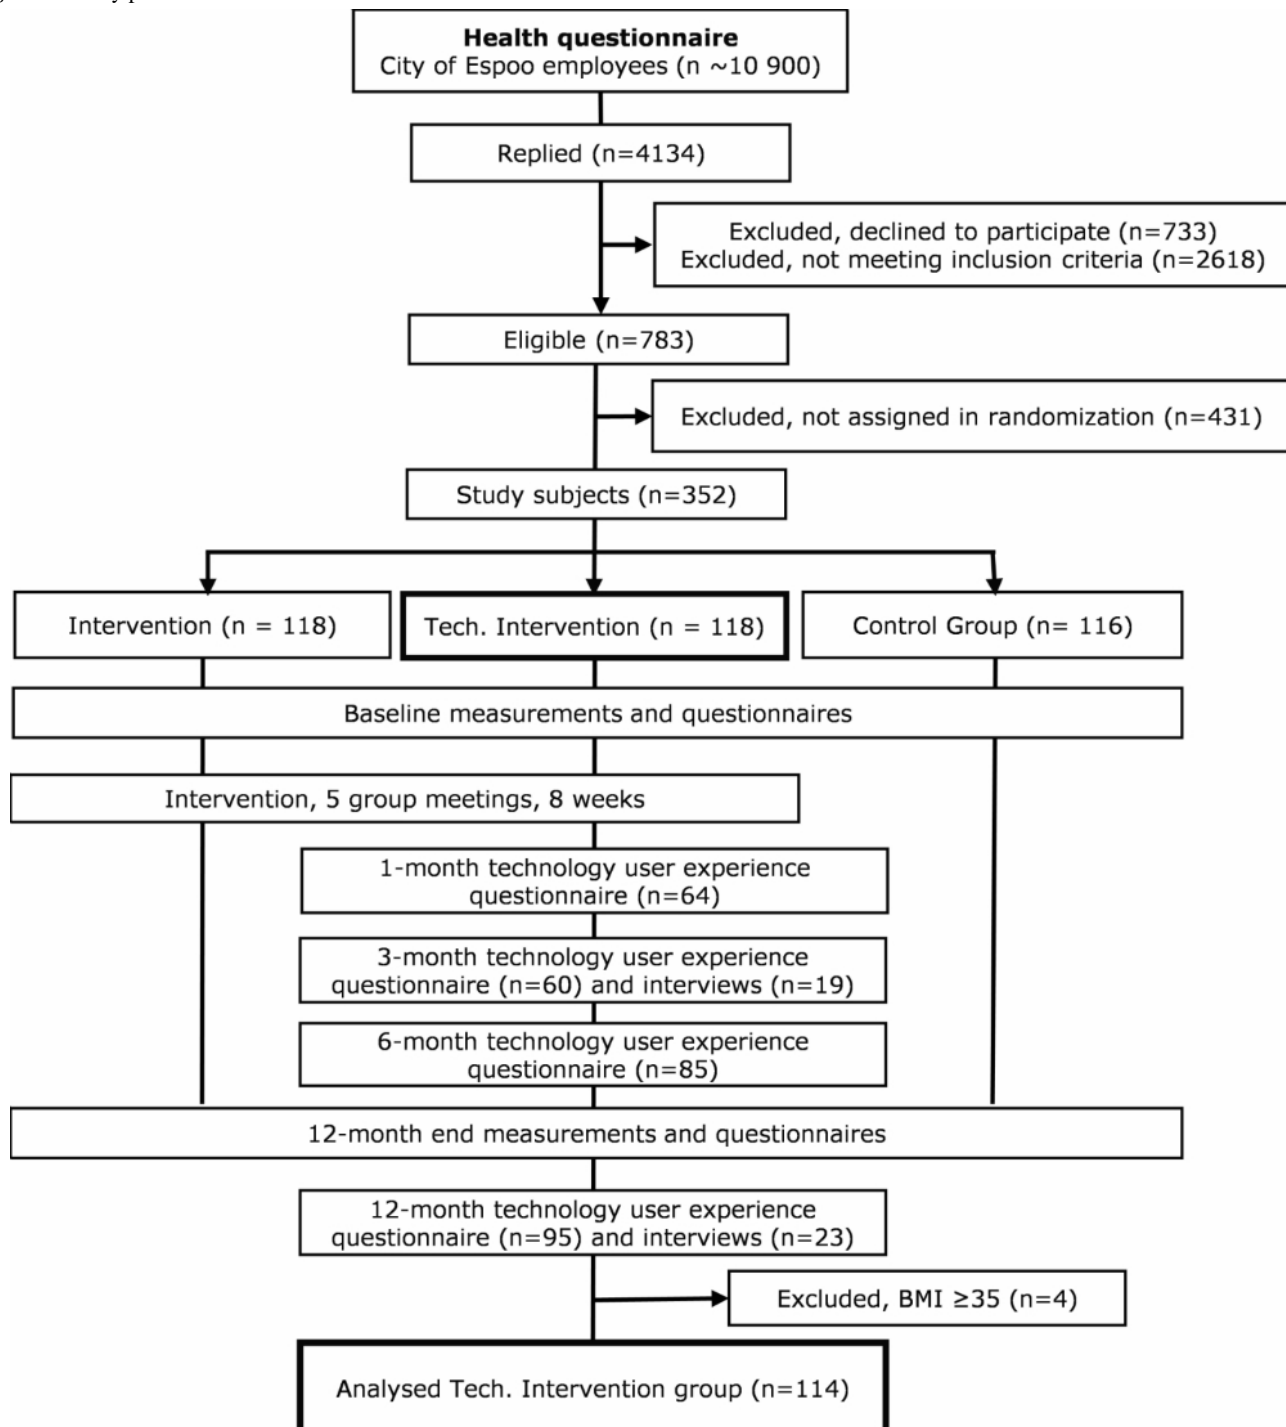 Health questionnaire
City of Espoo employees (n ~10 900)
Replied (n=4134)
Excluded, declined to participate (n=733)
Excluded, not meeting inclusion criteria (n=2618)
Eligible (n=783)
Excluded, not assigned in randomization (n=431)
Study subjects (n=352)
Intervention (n = 118)
Tech. Intervention (n = 118)
Control Group (n= 116)
Baseline measurements and questionnaires
Intervention, 5 group meetings, 8 weeks
1-month technology user experience
questionnaire (n=64)
3-month technology user experience
questionnaire (n=60) and interviews (n=19)
6-month technology user experience
questionnaire (n=85)
12-month end measurements and questionnaires
12-month technology user experience
questionnaire (n=95) and interviews (n=23)
Excluded, BMI ≥35 (n=4)
Analysed Tech. Intervention group (n=114)